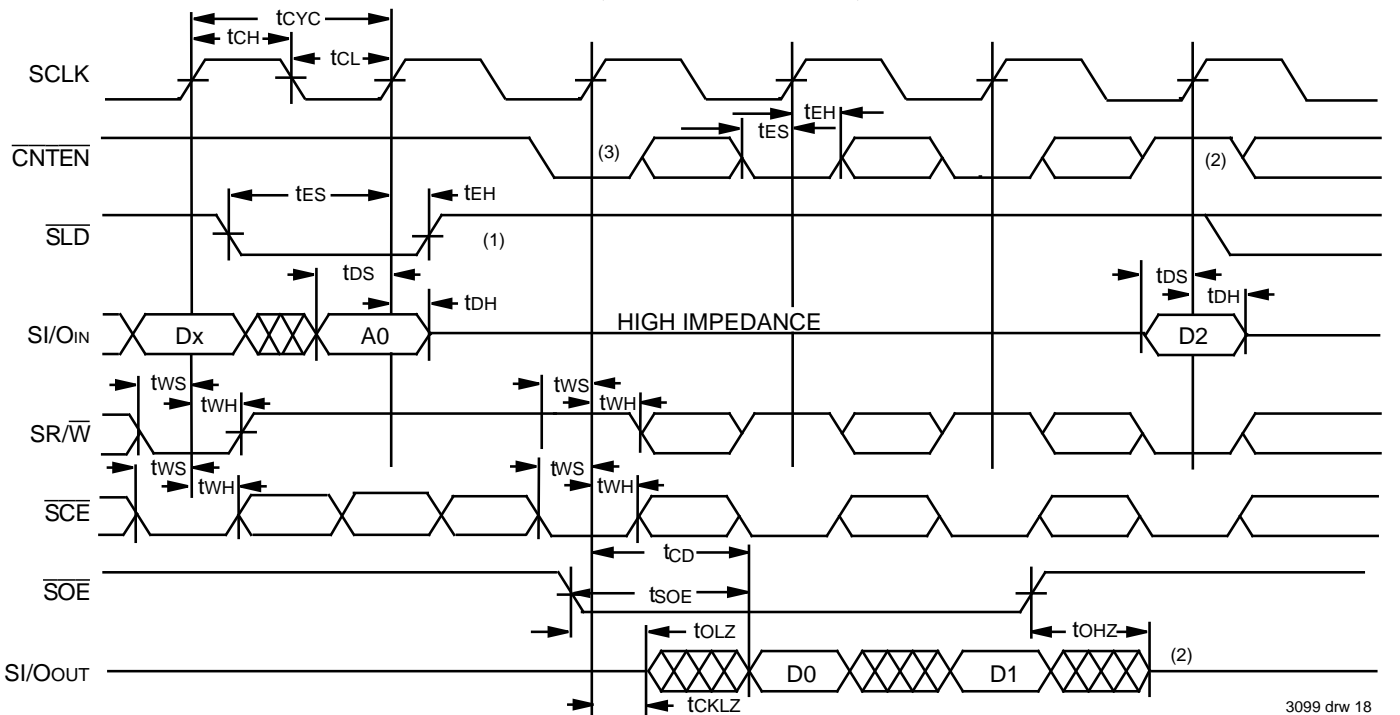 tCYC
tCH
tCL
SCLK
tEH
tES
CNTEN
(3)
(2)
tES
tEH
SLD
(1)
tDS
tDS
tDH
tDH
SI/OIN
Dx
A0
HIGH IMPEDANCE
D2
tWS
tWS
tWH
tWH
SR/W
tWS
tWS
tWH
tWH
SCE
tCD
SOE
tSOE
tOLZ
tOHZ
SI/OOUT
D0
D1
(2)
tCKLZ
3099 drw 18